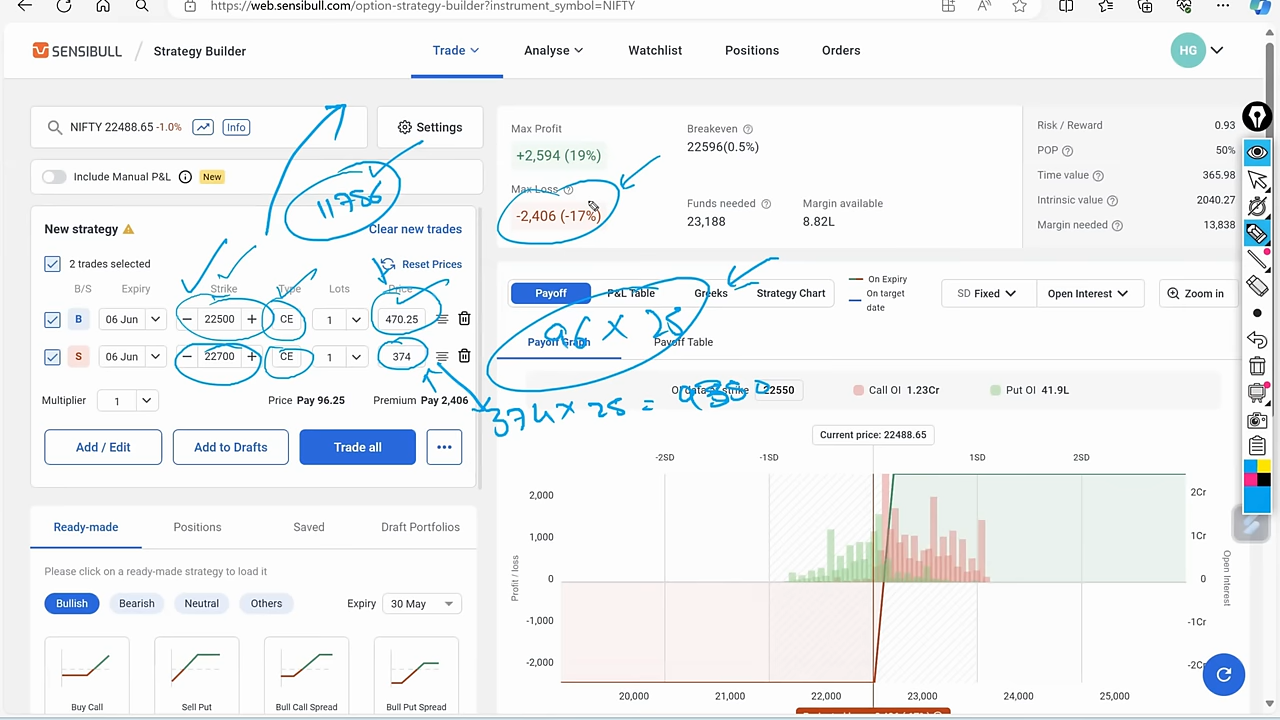 https://web.sensibull.com/option-strategy-builder?instrument_symbol=NIFTY
SENSIBULL / Strategy Builder
Trade
Analyse
Watchlist
Positions
Orders
HG
NIFTY 22488.65 -1.0%
Info
Settings
Include Manual P&L
New
11756
New strategy
Clear new trades
2 trades selected
Reset Prices
B/S
Expiry
Strike
Type
Lots
Price
B
06 Jun
− 22500 +
CE
1
470.25
S
06 Jun
− 22700 +
CE
1
374
Multiplier
1
Price Pay 96.25
Premium Pay 2,406
Add / Edit
Add to Drafts
Trade all
Ready-made
Positions
Saved
Draft Portfolios
Please click on a ready-made strategy to load it
Bullish
Bearish
Neutral
Others
Expiry
30 May
Buy Call
Sell Put
Bull Call Spread
Bull Put Spread
Max Profit
+2,594 (19%)
Max Loss
-2,406 (-17%)
Breakeven
22596(0.5%)
Funds needed
23,188
Margin available
8.82L
Risk / Reward
0.93
POP
50%
Time value
365.98
Intrinsic value
2040.27
Margin needed
13,838
Payoff
P&L Table
Greeks
Strategy Chart
On Expiry
On target
date
SD Fixed
Open Interest
Zoom in
96 x 25
Payoff Graph
Payoff Table
374 x 25 = 9350
22550
Call OI 1.23Cr
Put OI 41.9L
Current price: 22488.65
-2SD
-1SD
1SD
2SD
2,000
1,000
0
-1,000
-2,000
Profit / loss
2Cr
1Cr
0
-1Cr
-2Cr
Open Interest
20,000
21,000
22,000
23,000
24,000
25,000